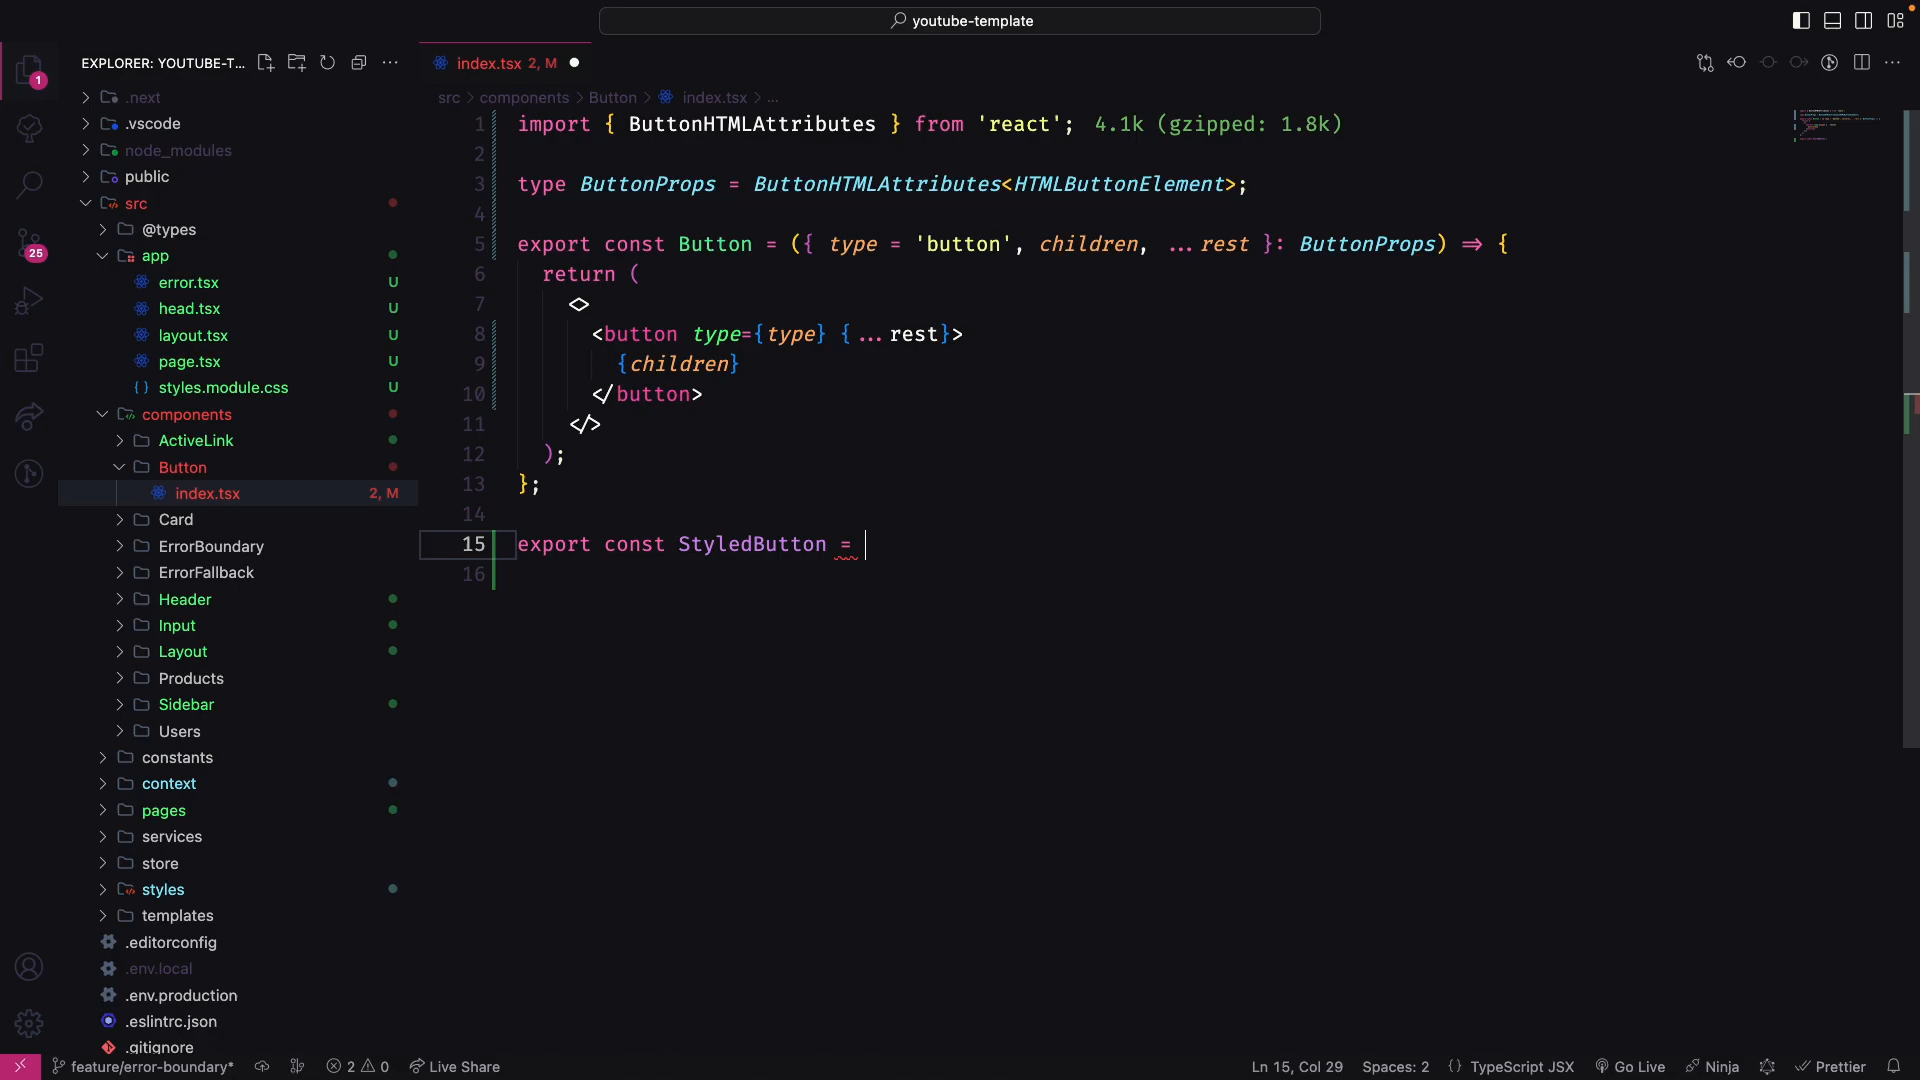 youtube-template
EXPLORER: YOUTUBE-T...
.next
.vscode
node_modules
public
src
@types
app
error.tsx U
head.tsx U
layout.tsx U
page.tsx U
styles.module.css U
components
ActiveLink
Button
index.tsx 2, M
Card
ErrorBoundary
ErrorFallback
Header
Input
Layout
Products
Sidebar
Users
constants
context
pages
services
store
styles
templates
.editorconfig
.env.local
.env.production
.eslintrc.json
.gitignore
1
25
index.tsx 2, M
src > components > Button > index.tsx > ...
1 import { ButtonHTMLAttributes } from 'react'; 4.1k (gzipped: 1.8k)
2
3 type ButtonProps = ButtonHTMLAttributes<HTMLButtonElement>;
4
5 export const Button = ({ type = 'button', children, ...rest }: ButtonProps) => {
6 return (
7 <>
8 <button type={type} {...rest}>
9 {children}
10 </button>
11 </>
12 );
13 };
14
15 export const StyledButton =
16
feature/error-boundary* 2 0 Live Share Ln 15, Col 29 Spaces: 2 {} TypeScript JSX Go Live Ninja Prettier